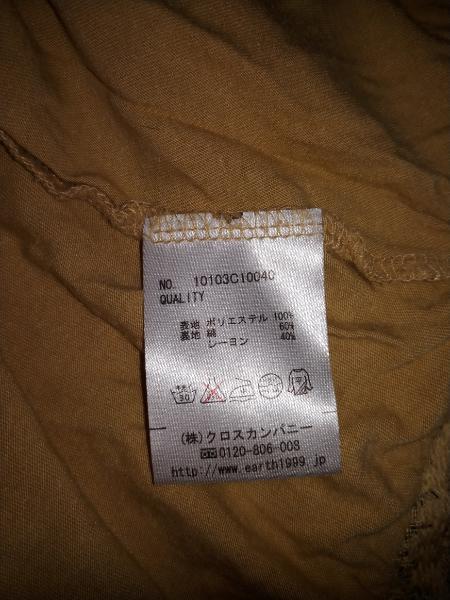 NO. 10103C10040
QUALITY
表地 ポリエステル 100%
裏地 綿 60%
レーヨン 40%
(株)クロスカンパニー
0120-806-008
http://www.earth1999.jp